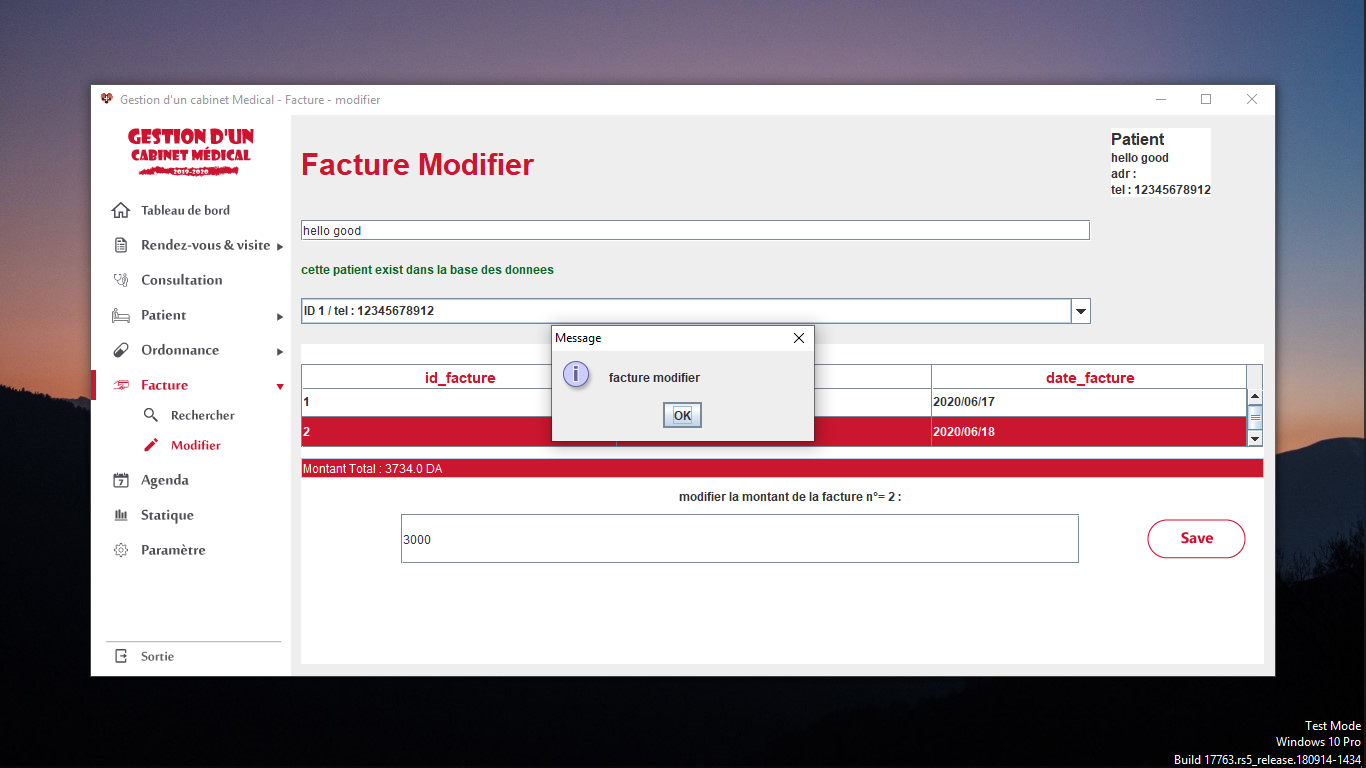 Gestion d'un cabinet Medical - Facture - modifier
GESTION D'UN
CABINET MÉDICAL
2019-2020
Tableau de bord
Rendez-vous & visite
Consultation
Patient
Ordonnance
Facture
Rechercher
Modifier
Agenda
Statique
Paramètre
Sortie
Facture Modifier
Patient
hello good
adr :
tel : 12345678912
hello good
cette patient exist dans la base des donnees
ID 1 / tel : 12345678912
Message
facture modifier
OK
id_facture date_facture
1 2020/06/17
2 2020/06/18
Montant Total : 3734.0 DA
modifier la montant de la facture n°= 2 :
3000
Save
Test Mode
Windows 10 Pro
Build 17763.rs5_release.180914-1434